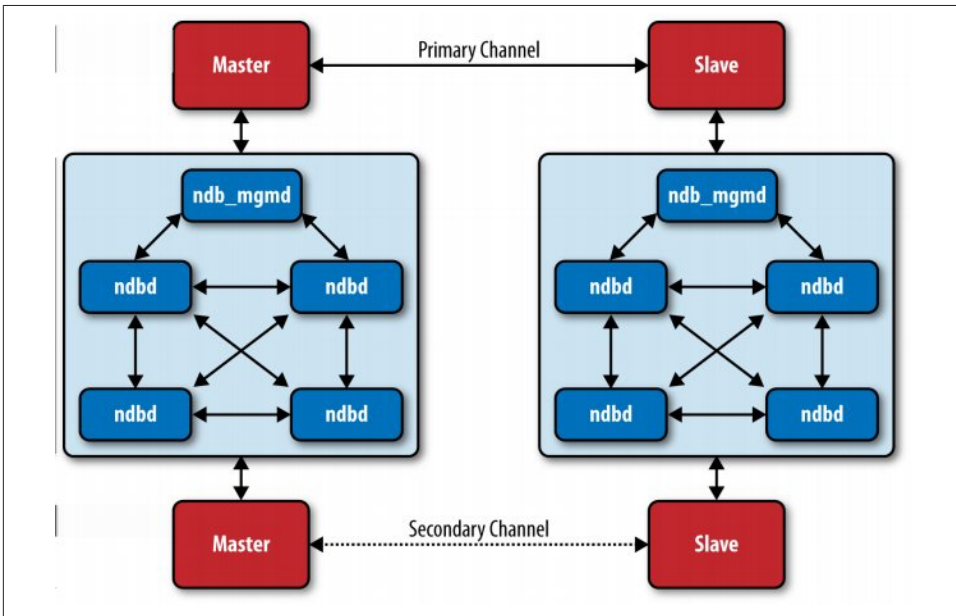 Master
Primary Channel
Slave
ndb_mgmd
ndb_mgmd
ndbd
ndbd
ndbd
ndbd
ndbd
ndbd
ndbd
ndbd
Master
Secondary Channel
Slave